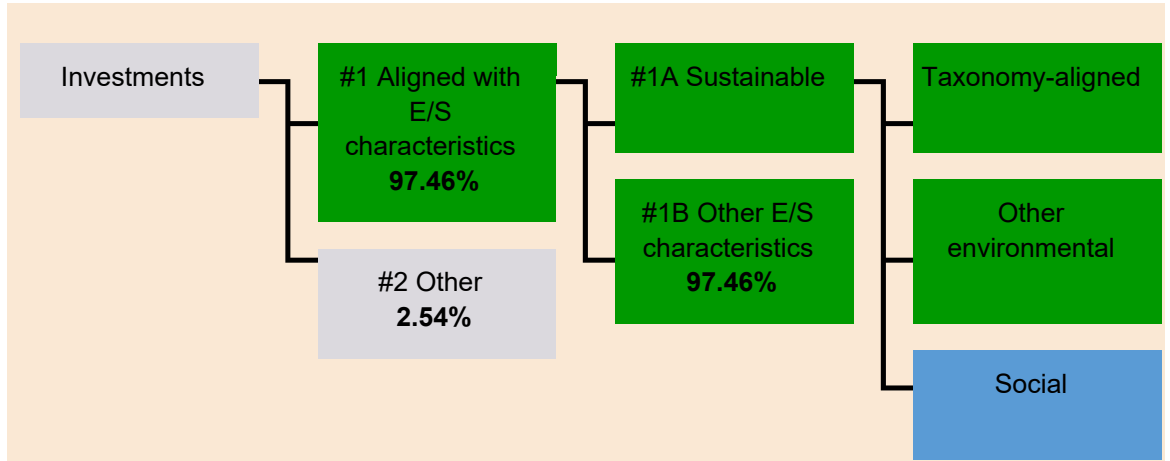 Investments
#1 Aligned with
E/S
characteristics
97.46%
#2 Other
2.54%
#1A Sustainable
#1B Other E/S
characteristics
97.46%
Taxonomy-aligned
Other
environmental
Social